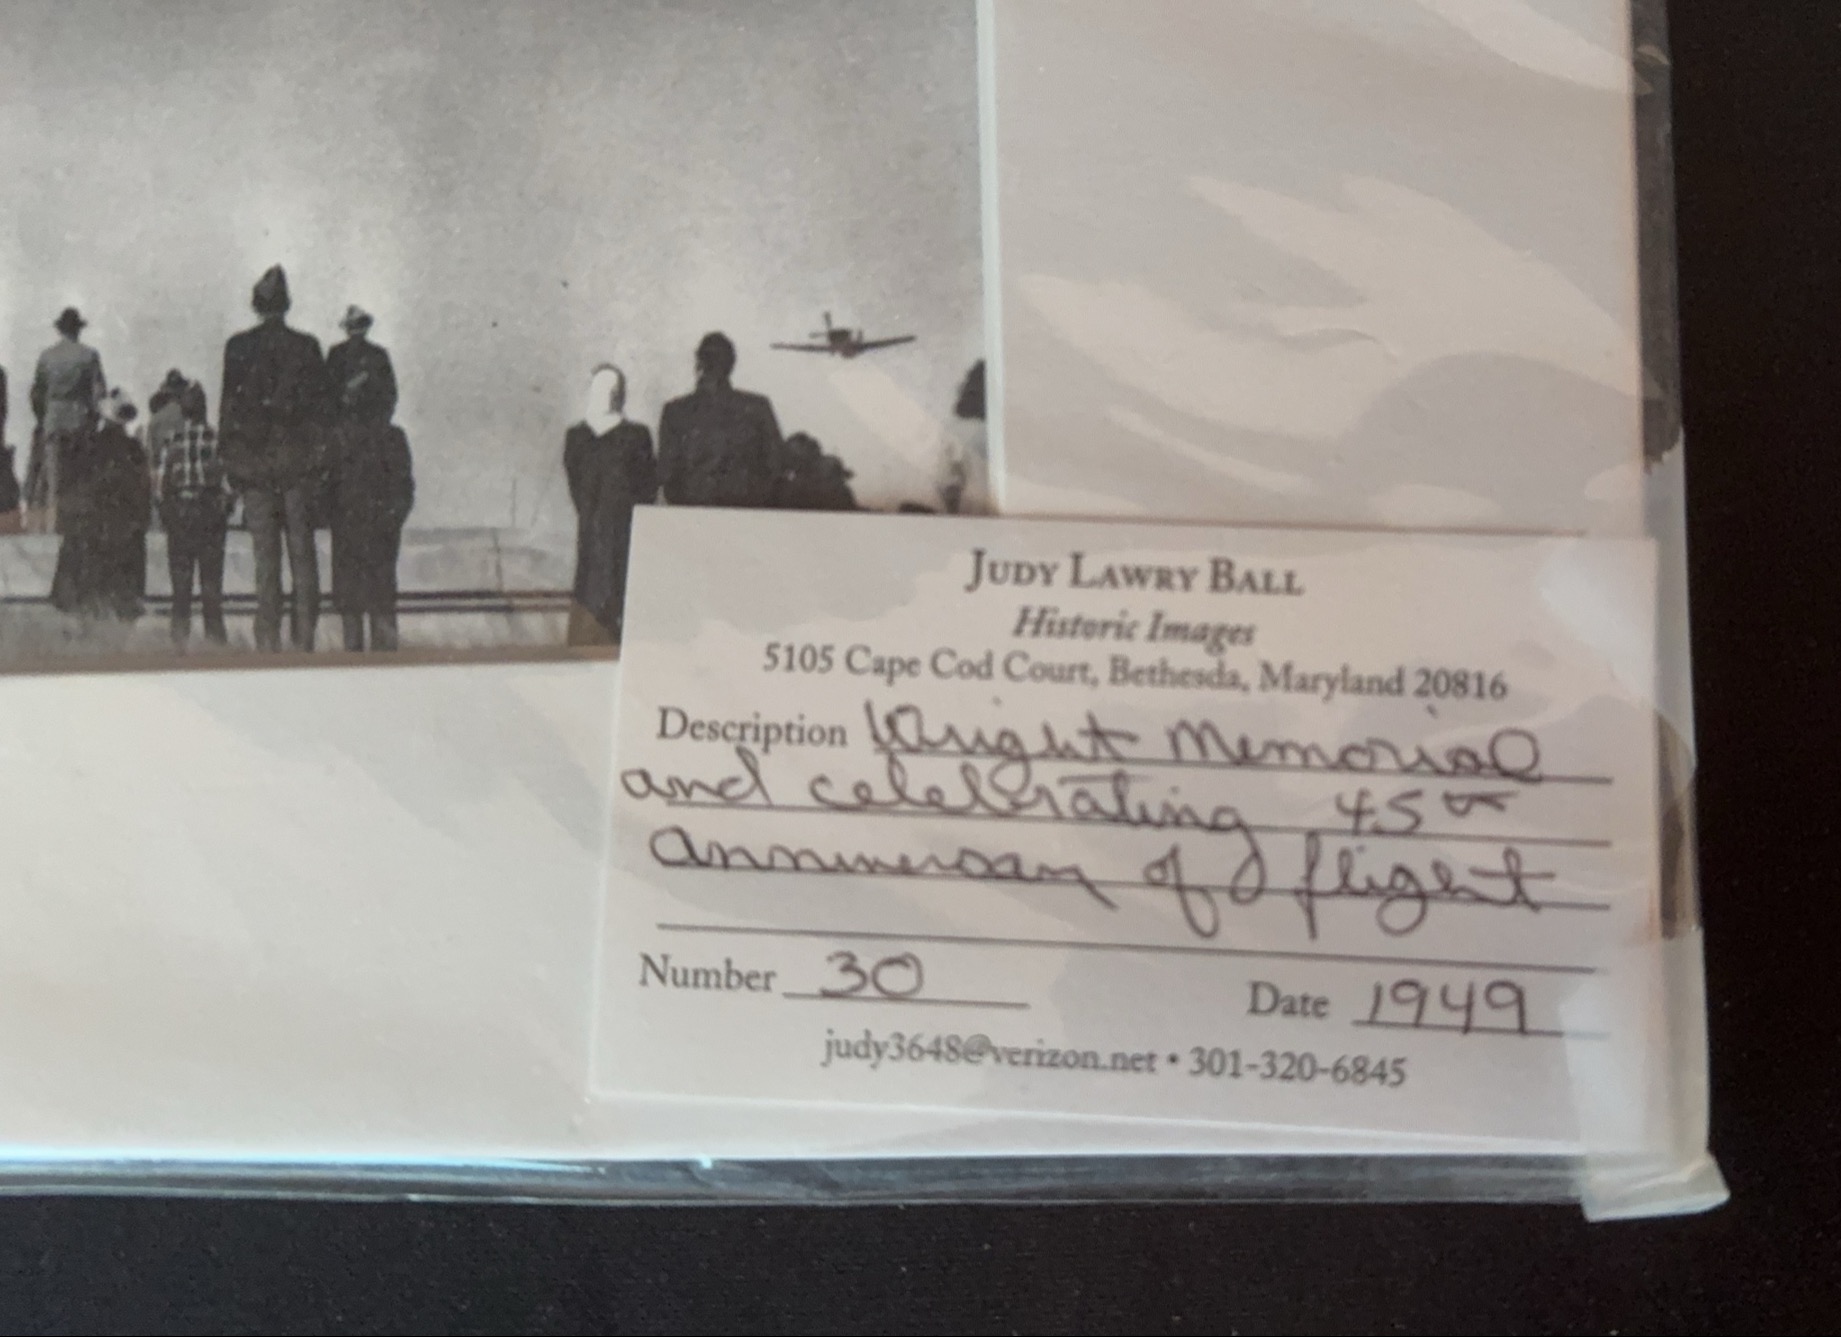 JUDY LAWRY BALL
Historic Images
5105 Cape Cod Court, Bethesda, Maryland 20816
Description Wright Memorial
and celebrating 45th
anniversary of flight
Number 30 Date 1949
judy3648@verizon.net • 301-320-6845